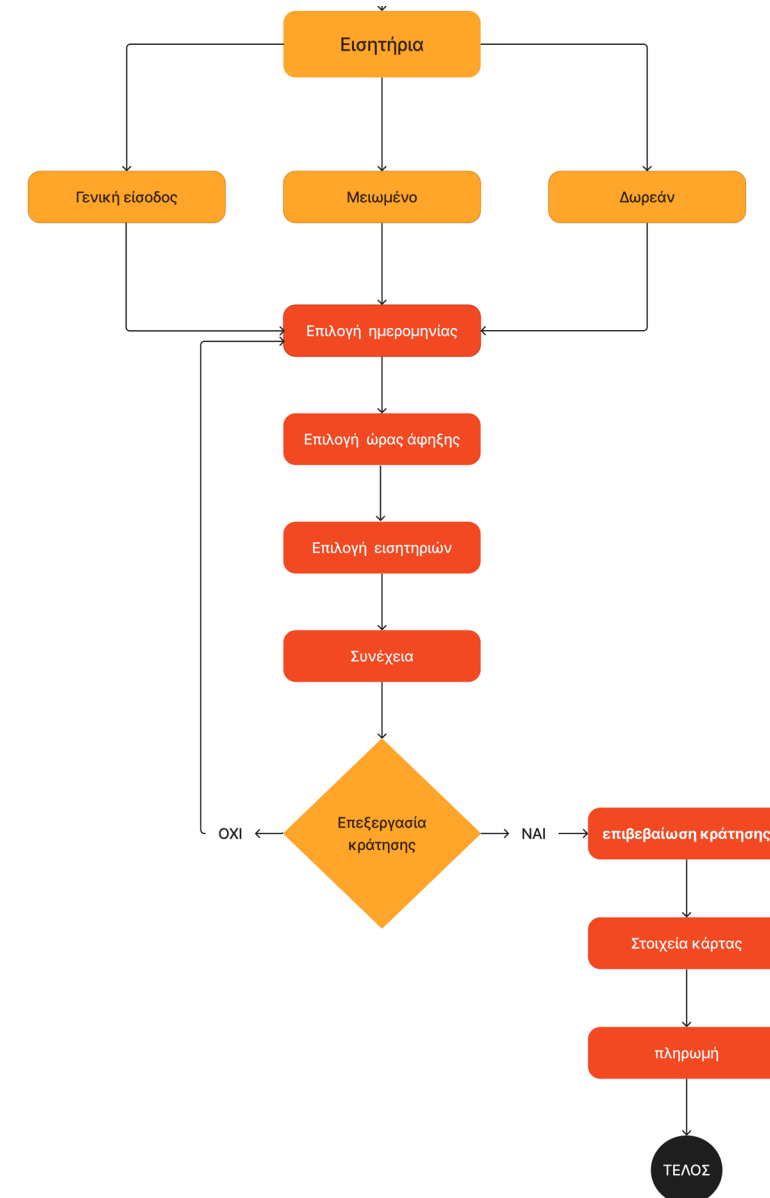 Εισητήρια
Γενική είσοδος
Μειωμένο
Δωρεάν
Επιλογή ημερομηνίας
Επιλογή ώρας άφηξης
Επιλογή εισητηριών
Συνέχεια
Επεξεργασία
κράτησης
ΟΧΙ
ΝΑΙ
επιβεβαίωση κράτησης
Στοιχεία κάρτας
πληρωμή
ΤΕΛΟΣ